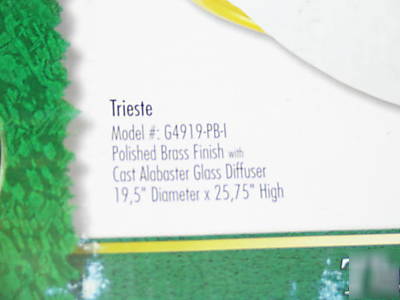 Trieste
Model #: G4919-PB-I
Polished Brass Finish with
Cast Alabaster Glass Diffuser
19,5" Diameter x 25,75" High